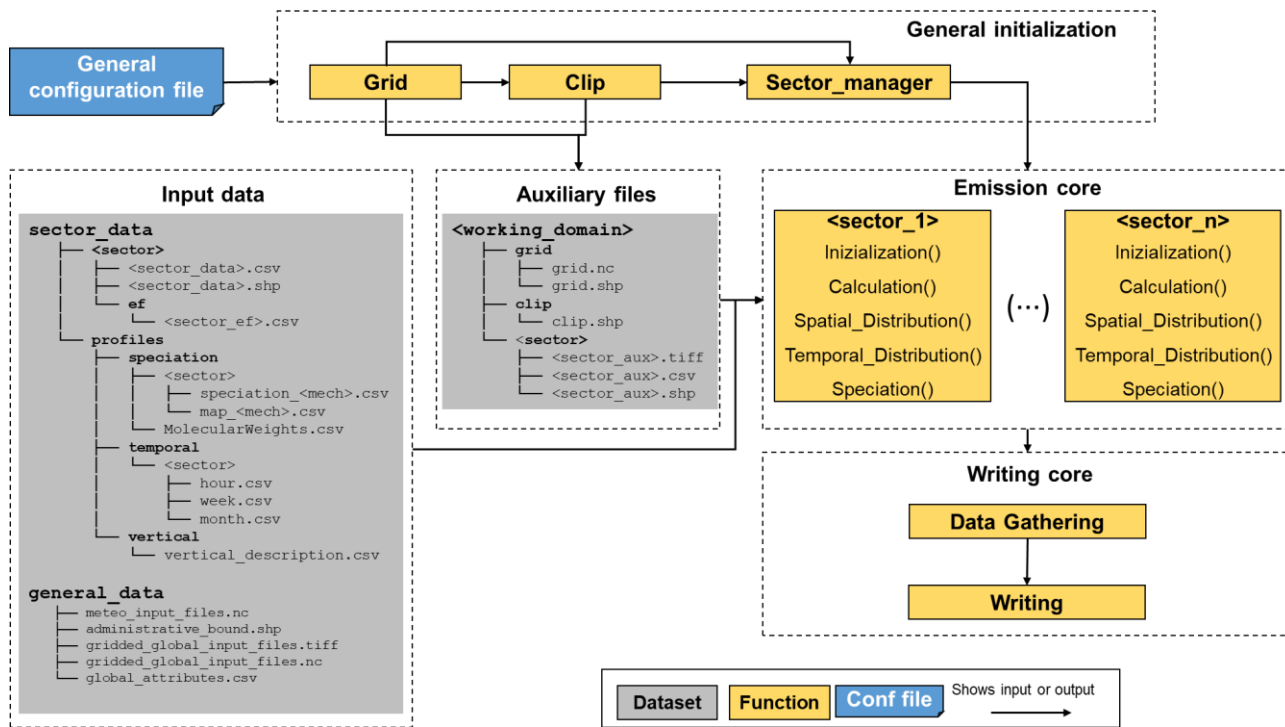 General initialization
General
configuration file
Grid
Clip
Sector_manager
Input data
sector_data
<sector>
<sector_data>.csv
<sector_data>.shp
ef
<sector_ef>.csv
profiles
speciation
<sector>
speciation_<mech>.csv
map_<mech>.csv
MolecularWeights.csv
temporal
<sector>
hour.csv
week.csv
month.csv
vertical
vertical_description.csv
general_data
meteo_input_files.nc
administrative_bound.shp
gridded_global_input_files.tiff
gridded_global_input_files.nc
global_attributes.csv
Auxiliary files
<working_domain>
grid
grid.nc
grid.shp
clip
clip.shp
<sector>
<sector_aux>.tiff
<sector_aux>.csv
<sector_aux>.shp
Emission core
<sector_1>
Inizialization()
Calculation()
Spatial_Distribution()
Temporal_Distribution()
Speciation()
(...)
<sector_n>
Inizialization()
Calculation()
Spatial_Distribution()
Temporal_Distribution()
Speciation()
Writing core
Data Gathering
Writing
Dataset
Function
Conf file
Shows input or output